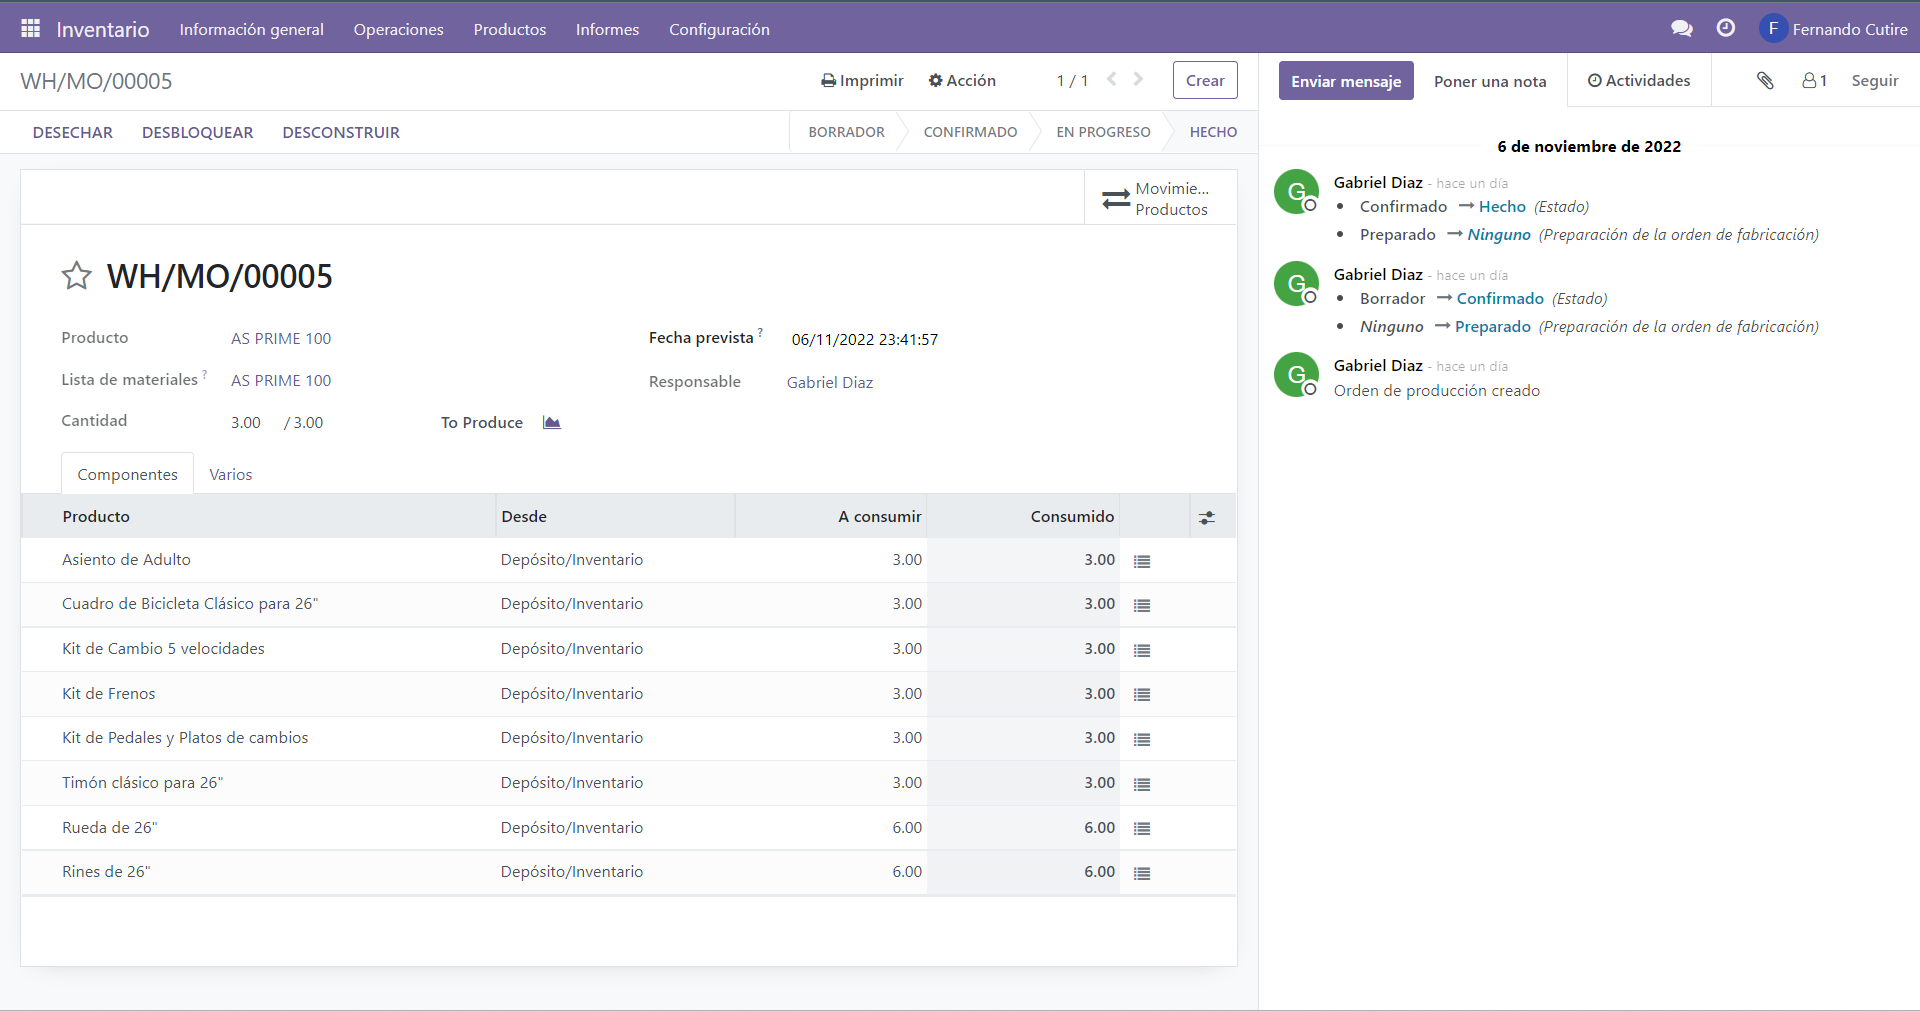 Inventario Información general Operaciones Productos Informes Configuración F Fernando Cutire
WH/MO/00005 Imprimir Acción 1 / 1 Crear
DESECHAR DESBLOQUEAR DESCONSTRUIR BORRADOR CONFIRMADO EN PROGRESO HECHO
Movimie...
Productos
WH/MO/00005
Producto AS PRIME 100 Fecha prevista ? 06/11/2022 23:41:57
Lista de materiales ? AS PRIME 100 Responsable Gabriel Diaz
Cantidad 3.00 / 3.00 To Produce
Componentes Varios
Producto Desde A consumir Consumido
Asiento de Adulto Depósito/Inventario 3.00 3.00
Cuadro de Bicicleta Clásico para 26" Depósito/Inventario 3.00 3.00
Kit de Cambio 5 velocidades Depósito/Inventario 3.00 3.00
Kit de Frenos Depósito/Inventario 3.00 3.00
Kit de Pedales y Platos de cambios Depósito/Inventario 3.00 3.00
Timón clásico para 26" Depósito/Inventario 3.00 3.00
Rueda de 26" Depósito/Inventario 6.00 6.00
Rines de 26" Depósito/Inventario 6.00 6.00
Enviar mensaje Poner una nota Actividades 1 Seguir
6 de noviembre de 2022
G Gabriel Diaz - hace un día
• Confirmado → Hecho (Estado)
• Preparado → Ninguno (Preparación de la orden de fabricación)
G Gabriel Diaz - hace un día
• Borrador → Confirmado (Estado)
• Ninguno → Preparado (Preparación de la orden de fabricación)
G Gabriel Diaz - hace un día
Orden de producción creado